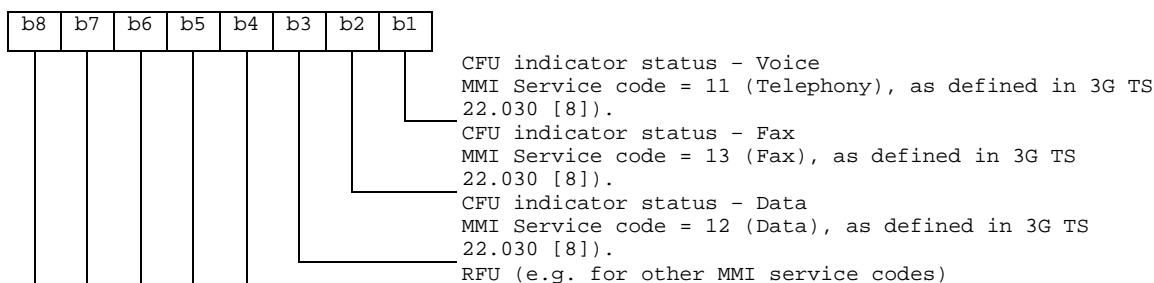 b8 b7 b6 b5 b4 b3 b2 b1
CFU indicator status – Voice
MMI Service code = 11 (Telephony), as defined in 3G TS
22.030 [8]).
CFU indicator status – Fax
MMI Service code = 13 (Fax), as defined in 3G TS
22.030 [8]).
CFU indicator status – Data
MMI Service code = 12 (Data), as defined in 3G TS
22.030 [8]).
RFU (e.g. for other MMI service codes)